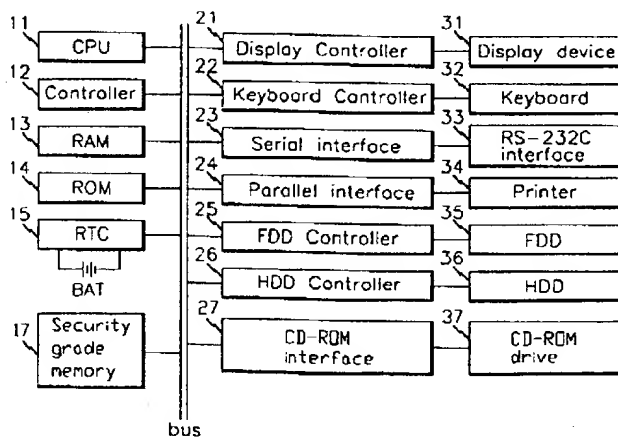 11
CPU
12
Controller
13
RAM
14
ROM
15
RTC
BAT
17
Security
grade
memory
bus
21
Display Controller
22
Keyboard Controller
23
Serial interface
24
Parallel interface
25
FDD Controller
26
HDD Controller
27
CD-ROM
interface
31
Display device
32
Keyboard
33
RS-232C
interface
34
Printer
35
FDD
36
HDD
37
CD-ROM
drive